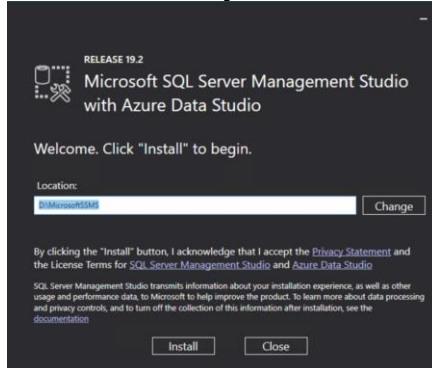 RELEASE 19.2
Microsoft SQL Server Management Studio
with Azure Data Studio
Welcome. Click "Install" to begin.
Location:
D:\MicrosoftSSMS
Change
By clicking the "Install" button, I acknowledge that I accept the Privacy Statement and
the License Terms for SQL Server Management Studio and Azure Data Studio
SQL Server Management Studio transmits information about your installation experience, as well as other
usage and performance data, to Microsoft to help improve the product. To learn more about data processing
and privacy controls, and to turn off the collection of this information after installation, see the
documentation
Install
Close